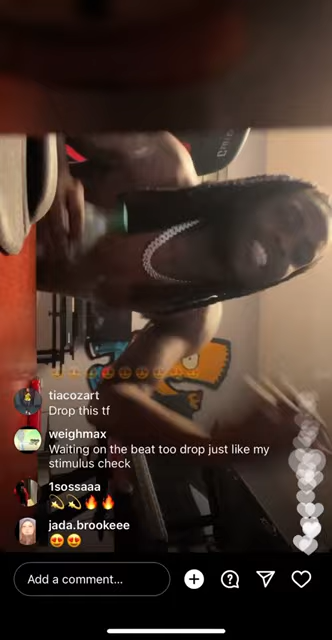 tiacozart
Drop this tf
weighmax
Waiting on the beat too drop just like my
stimulus check
1sossaaa
💫💫🔥🔥
jada.brookeee
😍😍
Add a comment...